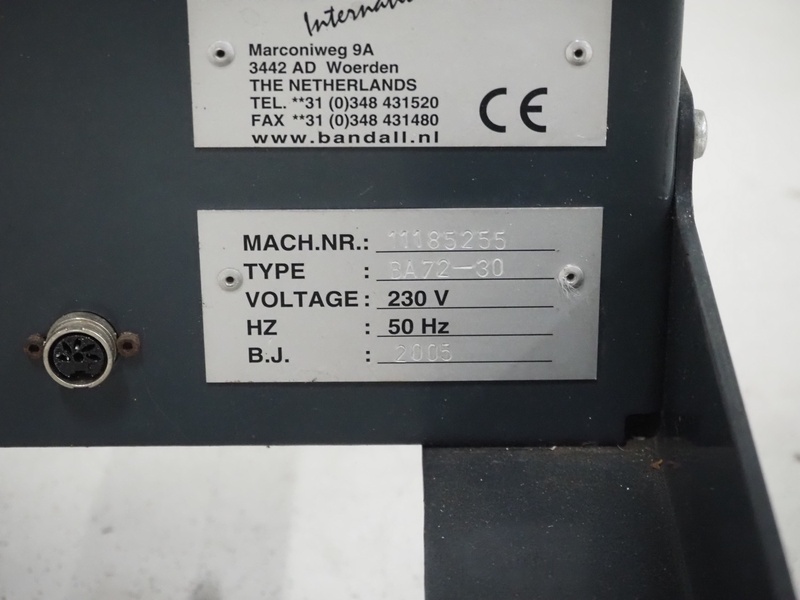 International
Marconiweg 9A
3442 AD Woerden
THE NETHERLANDS
TEL. **31 (0)348 431520
FAX **31 (0)348 431480
www.bandall.nl
CE
MACH.NR.: 11185255
TYPE : BA72-30
VOLTAGE: 230 V
HZ : 50 Hz
B.J. : 2005